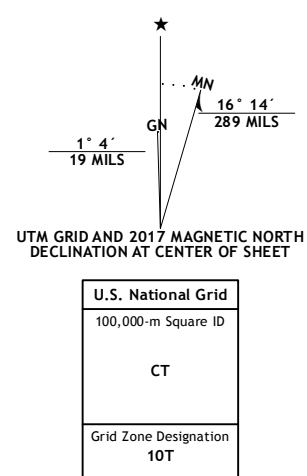 ★
MN
GN
16° 14´
289 MILS
1° 4´
19 MILS
UTM GRID AND 2017 MAGNETIC NORTH
DECLINATION AT CENTER OF SHEET
U.S. National Grid
100,000-m Square ID
CT
Grid Zone Designation
10T